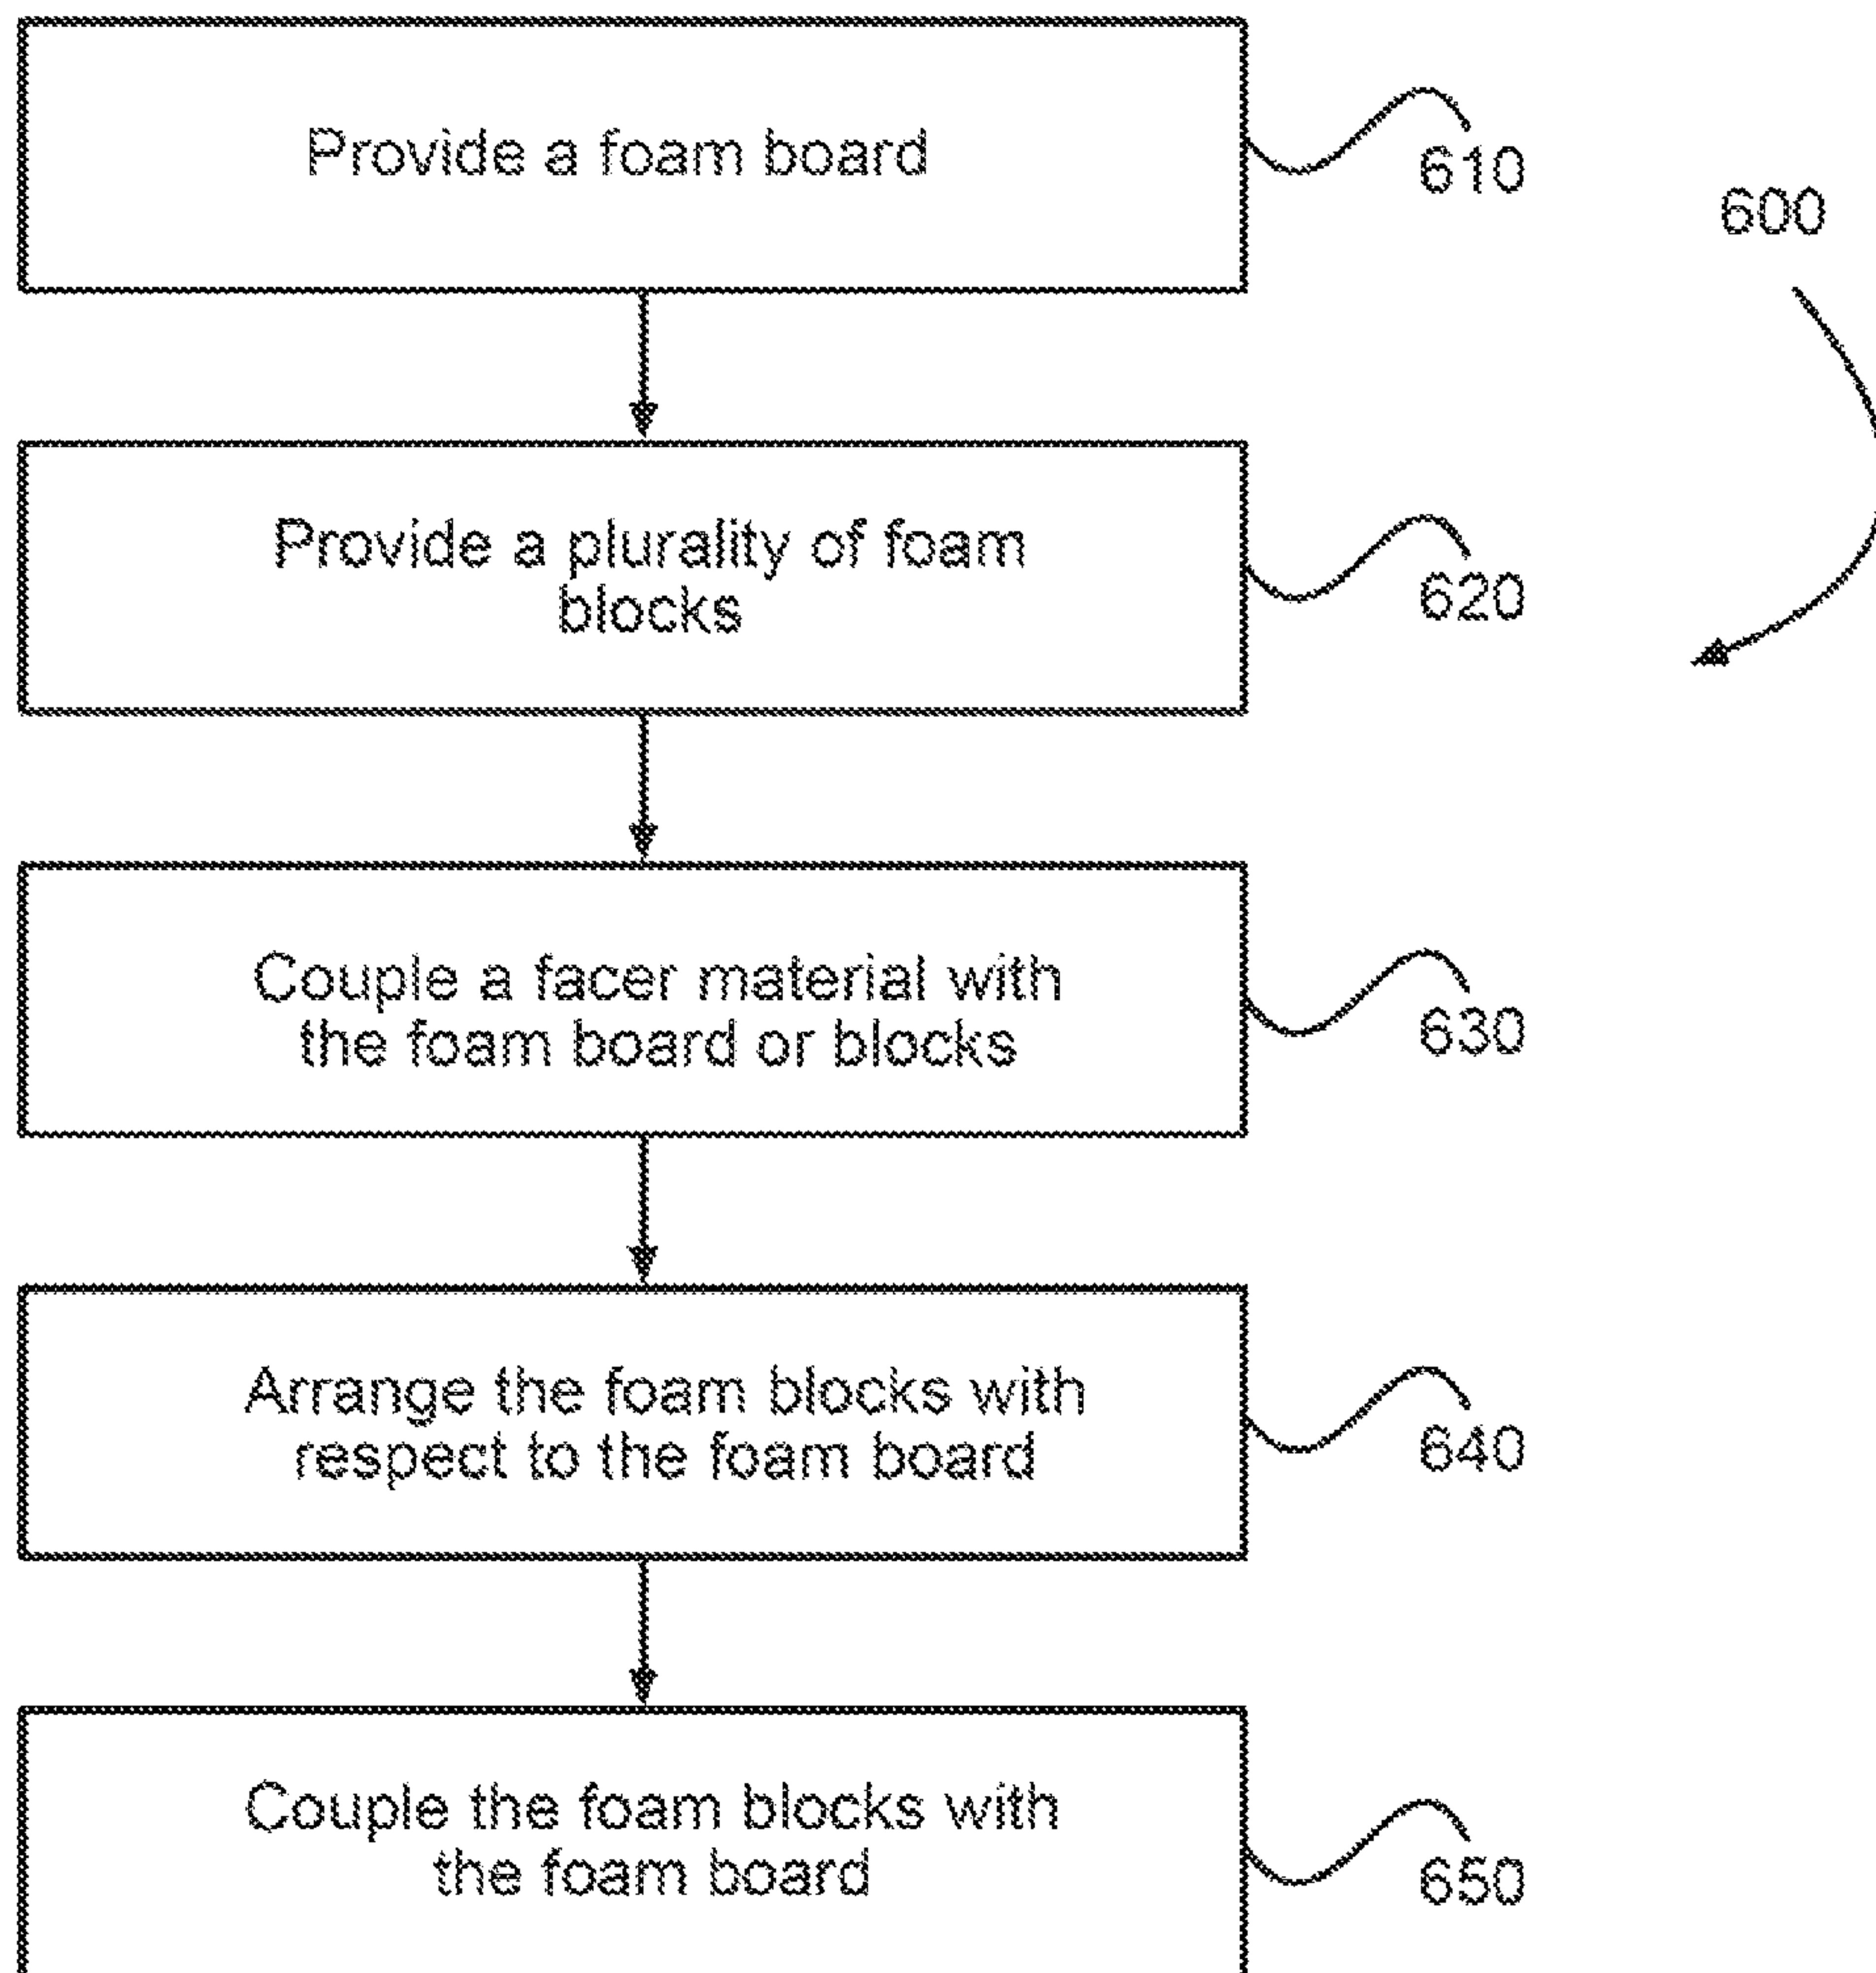 Provide a foam board
610
600
Provide a plurality of foam
blocks
620
Couple a facer material with
the foam board or blocks
630
Arrange the foam blocks with
respect to the foam board
640
Couple the foam blocks with
the foam board
650